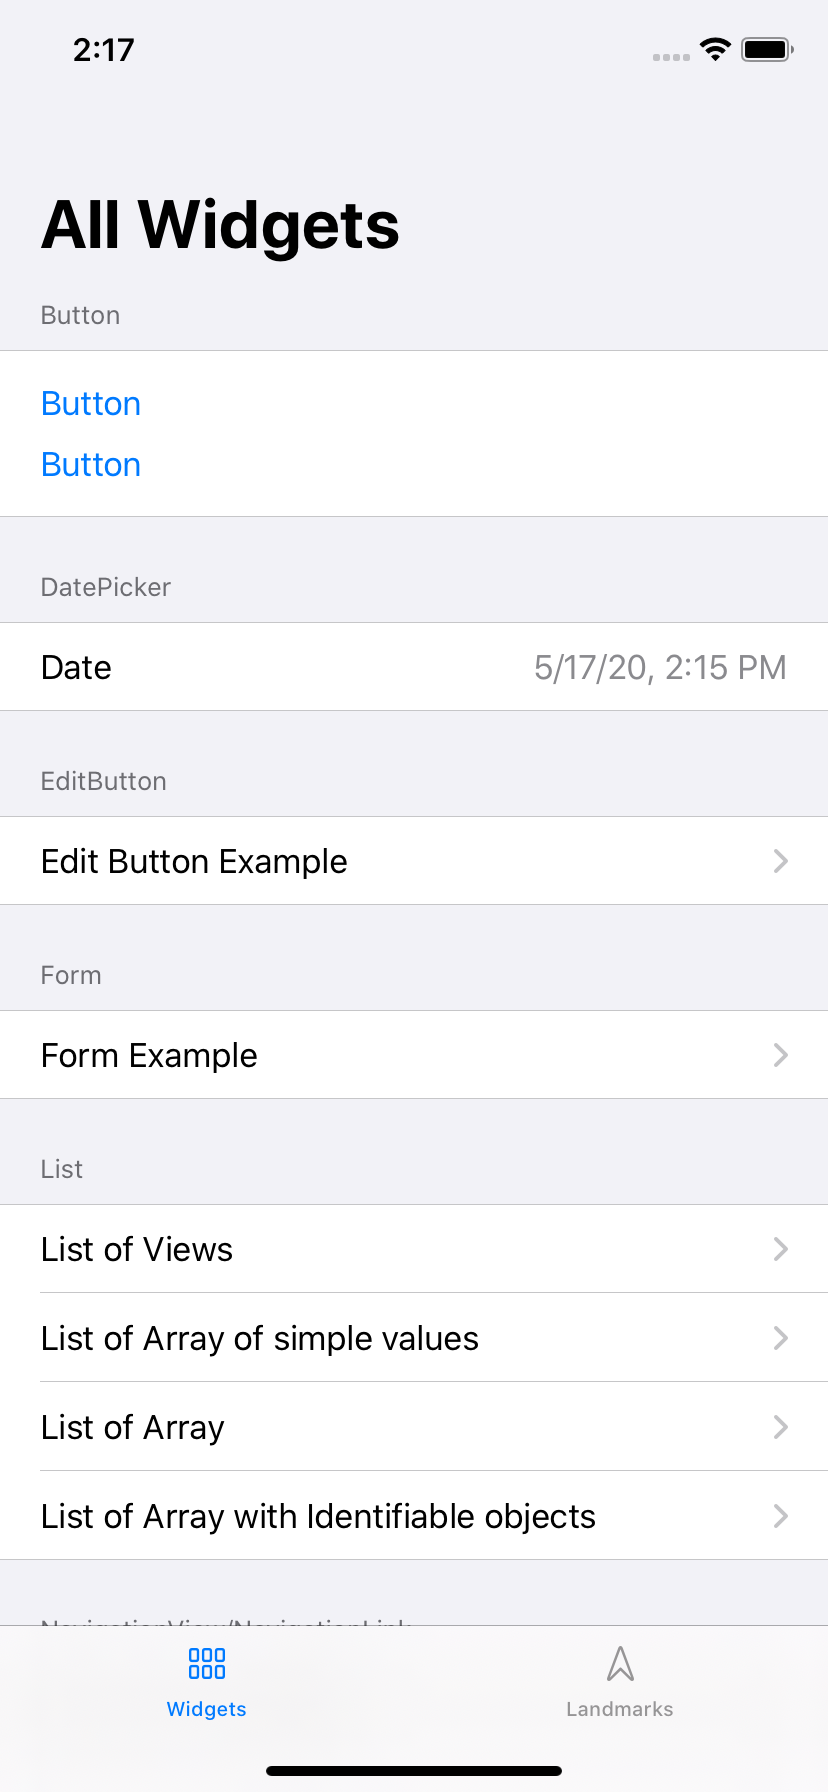 2:17
All Widgets
Button
Button
Button
DatePicker
Date 5/17/20, 2:15 PM
EditButton
Edit Button Example
Form
Form Example
List
List of Views
List of Array of simple values
List of Array
List of Array with Identifiable objects
NavigationView/NavigationLink
Widgets Landmarks